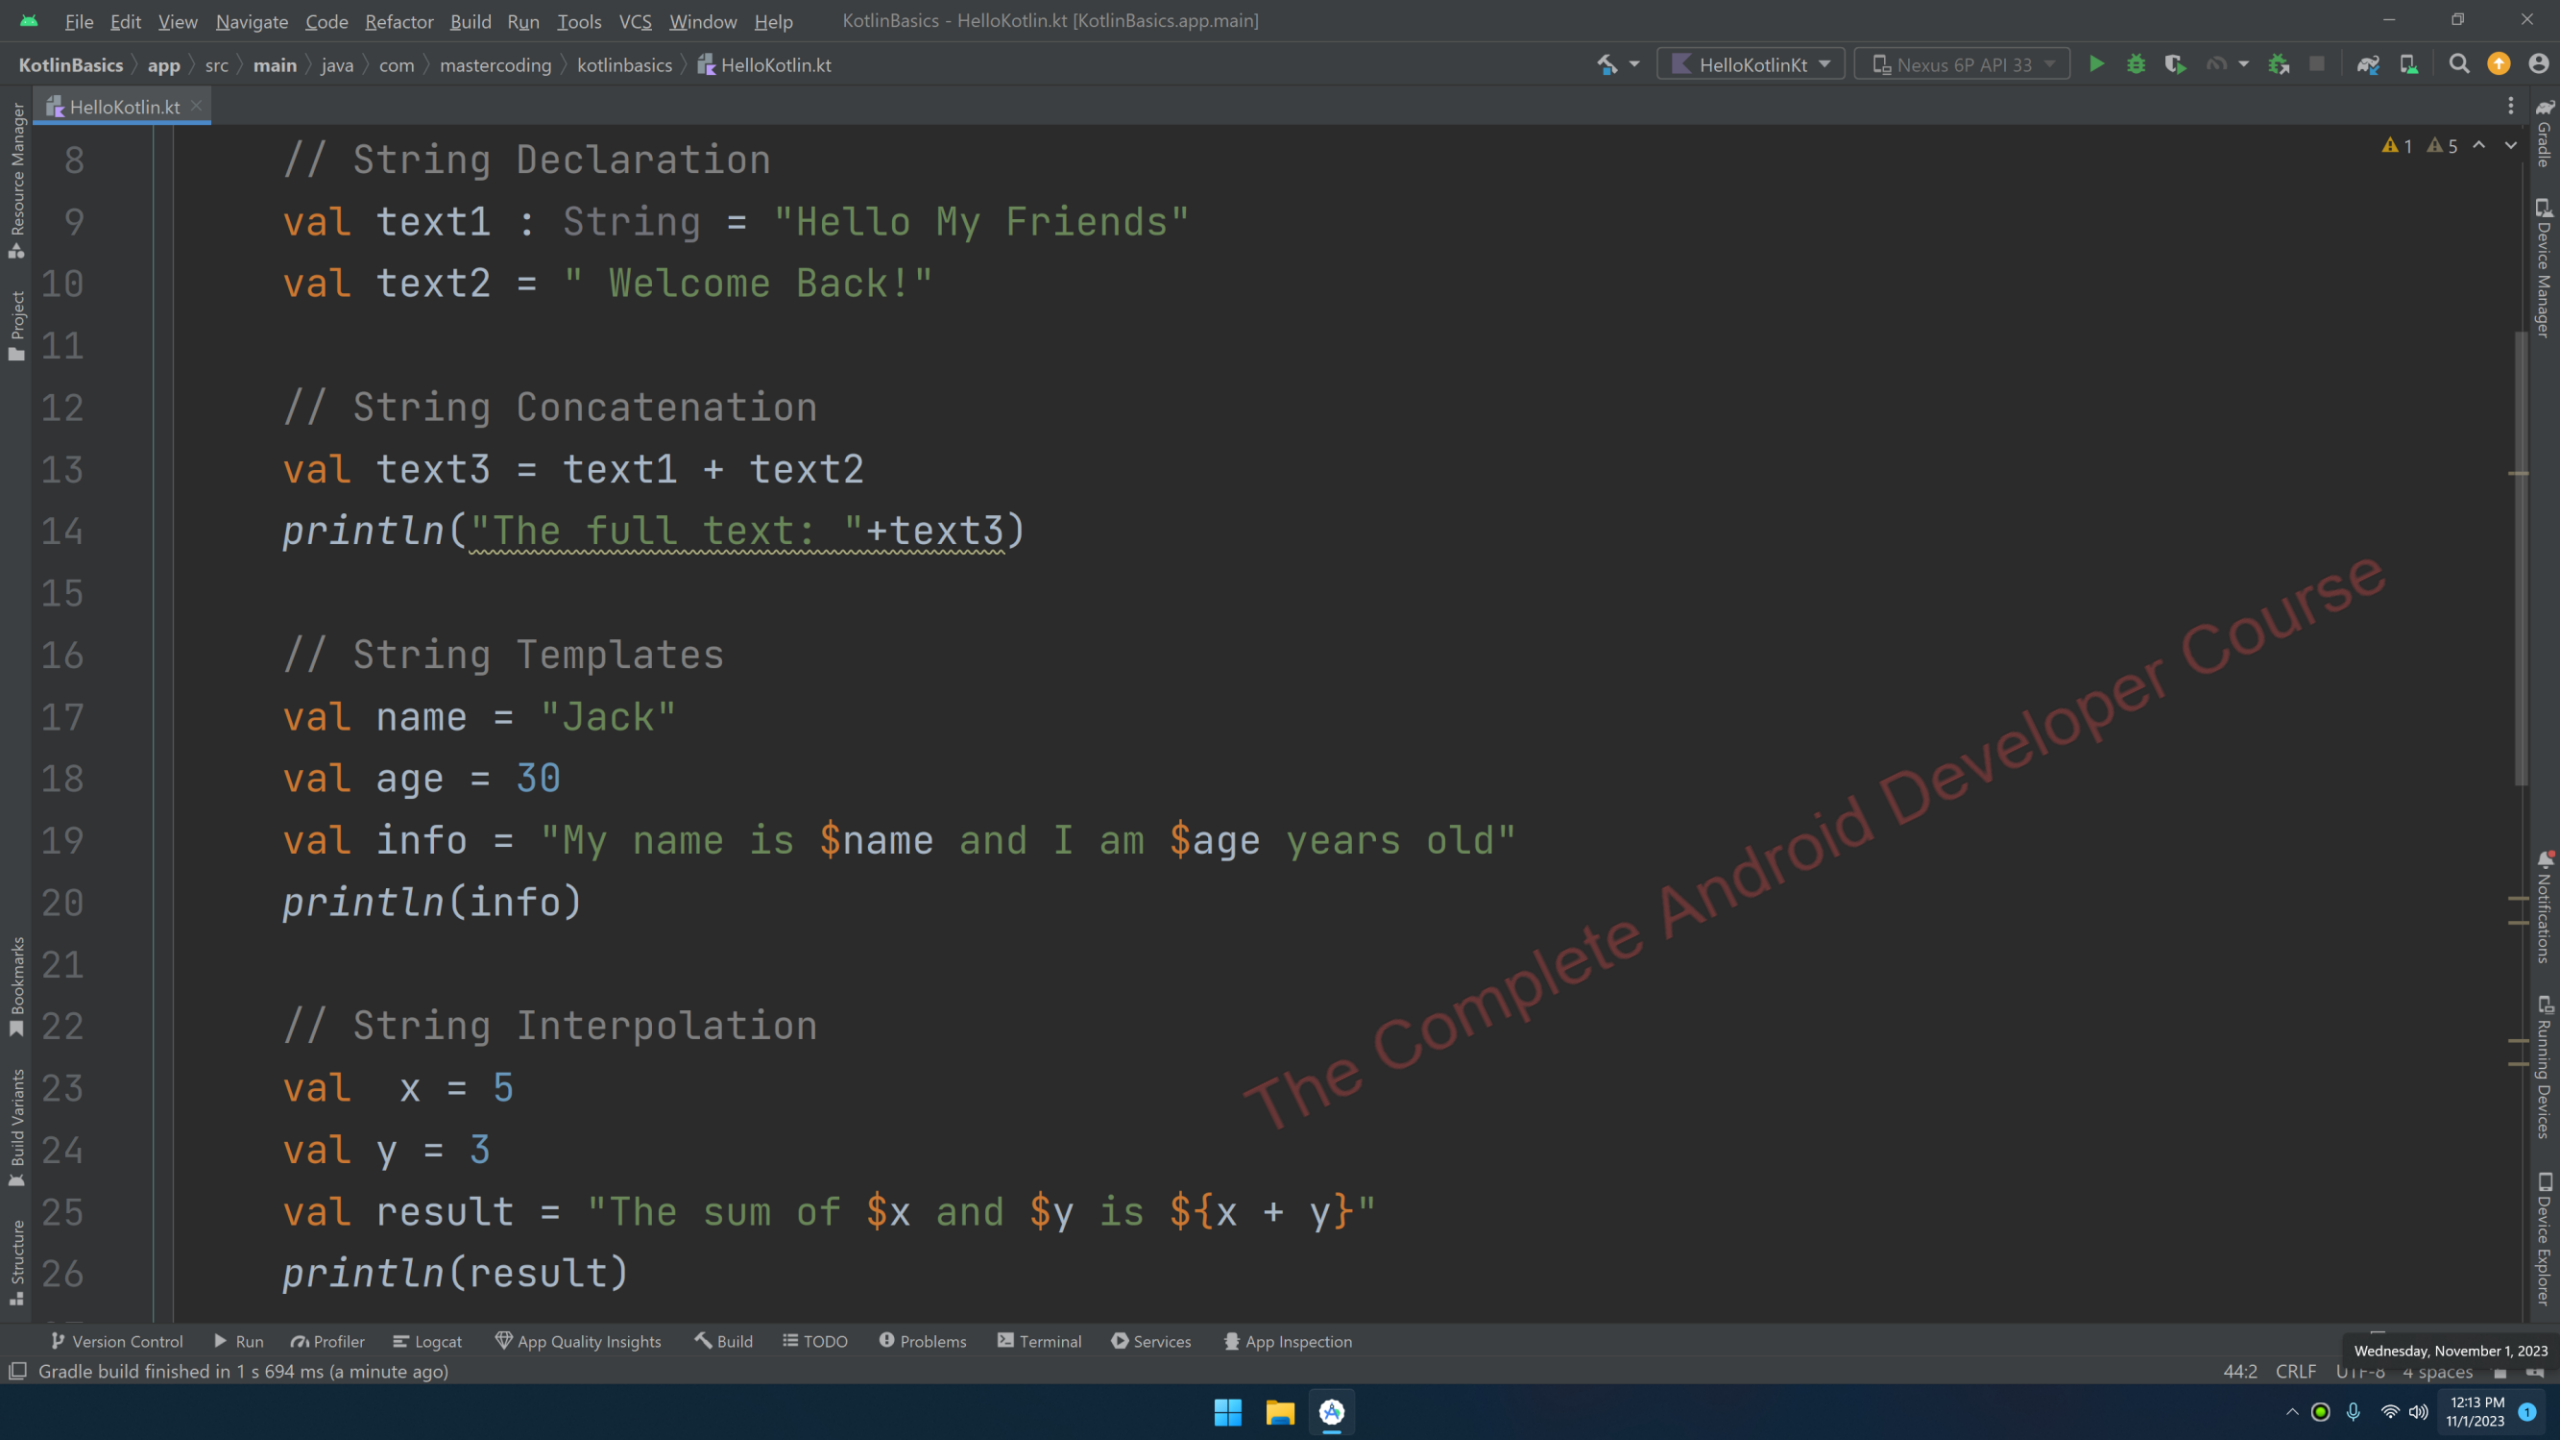 File Edit View Navigate Code Refactor Build Run Tools VCS Window Help KotlinBasics - HelloKotlin.kt [KotlinBasics.app.main]
KotlinBasics app src main java com mastercoding kotlinbasics HelloKotlin.kt HelloKotlinKt Nexus 6P API 33
HelloKotlin.kt
1 5
8 // String Declaration
9 val text1 : String = "Hello My Friends"
10 val text2 = " Welcome Back!"
11
12 // String Concatenation
13 val text3 = text1 + text2
14 println("The full text: "+text3)
15
16 // String Templates
17 val name = "Jack"
18 val age = 30
19 val info = "My name is $name and I am $age years old"
20 println(info)
21
22 // String Interpolation
23 val  x = 5
24 val y = 3
25 val result = "The sum of $x and $y is ${x + y}"
26 println(result)
The Complete Android Developer Course
Resource Manager
Project
Bookmarks
Build Variants
Structure
Gradle
Device Manager
Notifications
Running Devices
Device Explorer
Version Control Run Profiler Logcat App Quality Insights Build TODO Problems Terminal Services App Inspection
Wednesday, November 1, 2023
Gradle build finished in 1 s 694 ms (a minute ago) 44:2 CRLF UTF-8 4 spaces
12:13 PM
11/1/2023
1